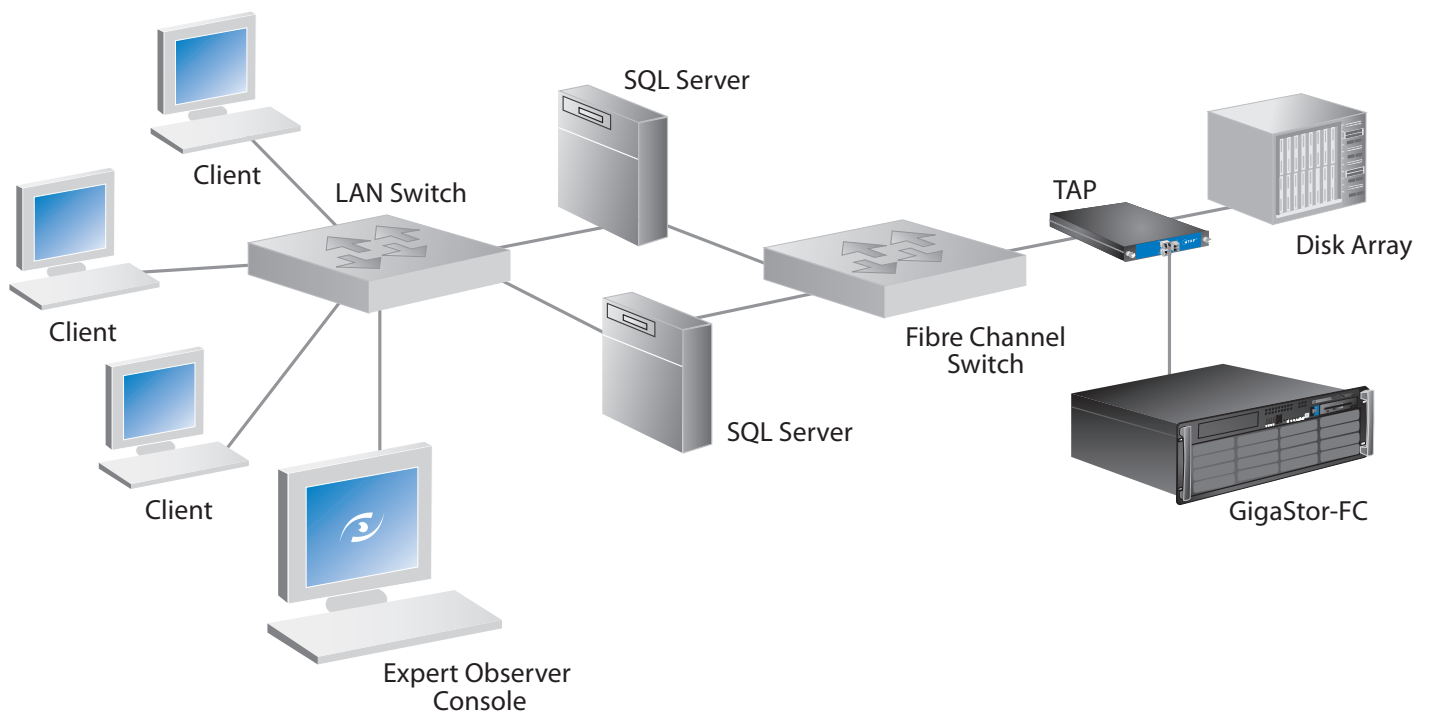 SQL Server
Client
LAN Switch
TAP
Disk Array
Client
Fibre Channel
Switch
SQL Server
Client
GigaStor-FC
Expert Observer
Console